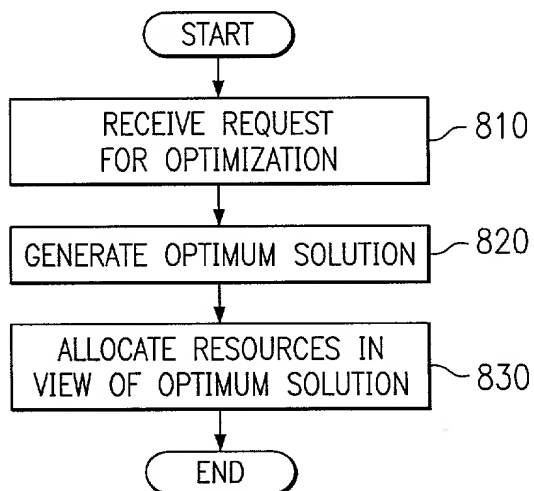 START
RECEIVE REQUEST
FOR OPTIMIZATION
810
GENERATE OPTIMUM SOLUTION
820
ALLOCATE RESOURCES IN
VIEW OF OPTIMUM SOLUTION
830
END